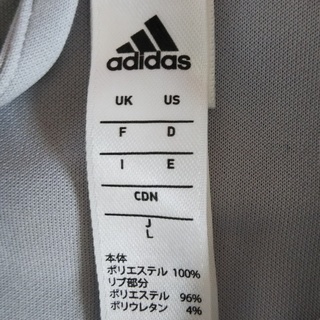 adidas
UK US
F D
I E
CDN
J
L
本体
ポリエステル 100%
リブ部分
ポリエステル 96%
ポリウレタン 4%